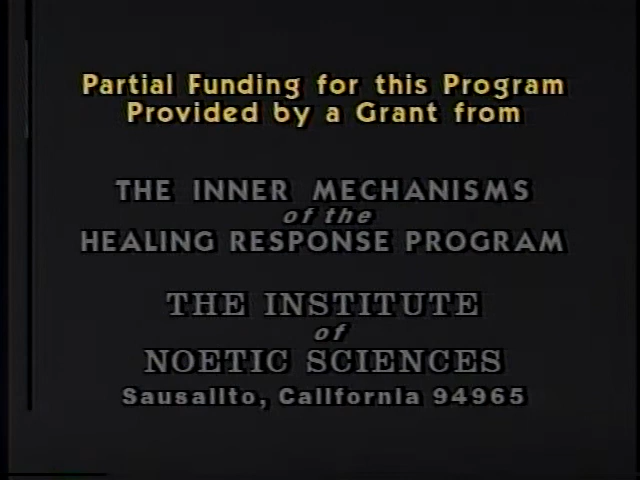 Partial Funding for this Program
Provided by a Grant from
THE INNER MECHANISMS
of the
HEALING RESPONSE PROGRAM
THE INSTITUTE
of
NOETIC SCIENCES
Sausalito, California 94965